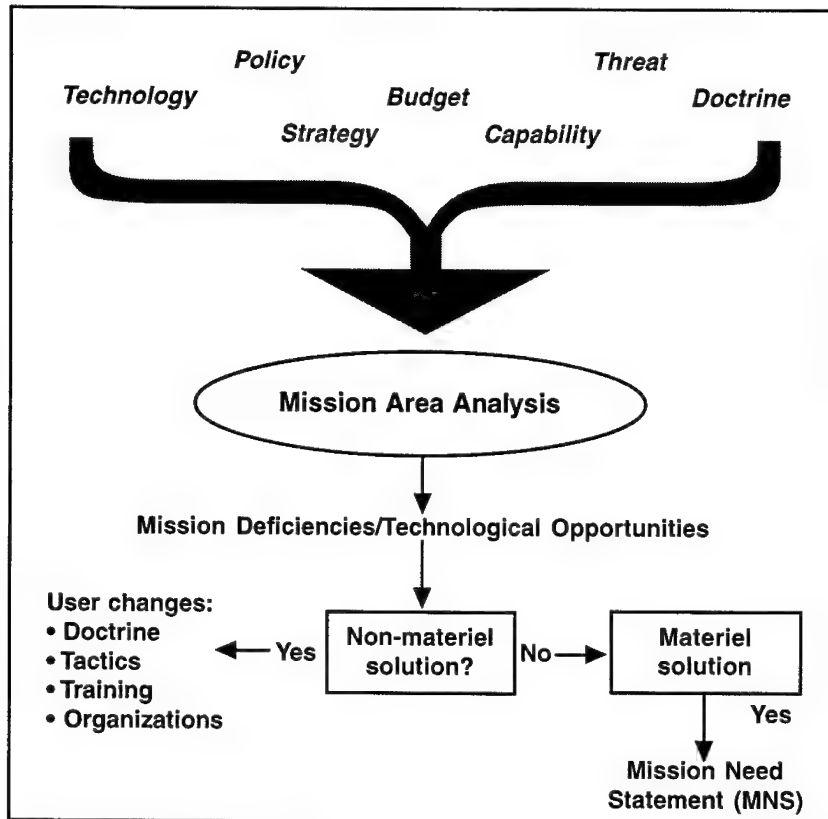 Policy Threat
Technology Budget Doctrine
Strategy Capability
Mission Area Analysis
Mission Deficiencies/Technological Opportunities
User changes:
• Doctrine
• Tactics
• Training
• Organizations
Yes
Non-materiel
solution?
No
Materiel
solution
Yes
Mission Need
Statement (MNS)